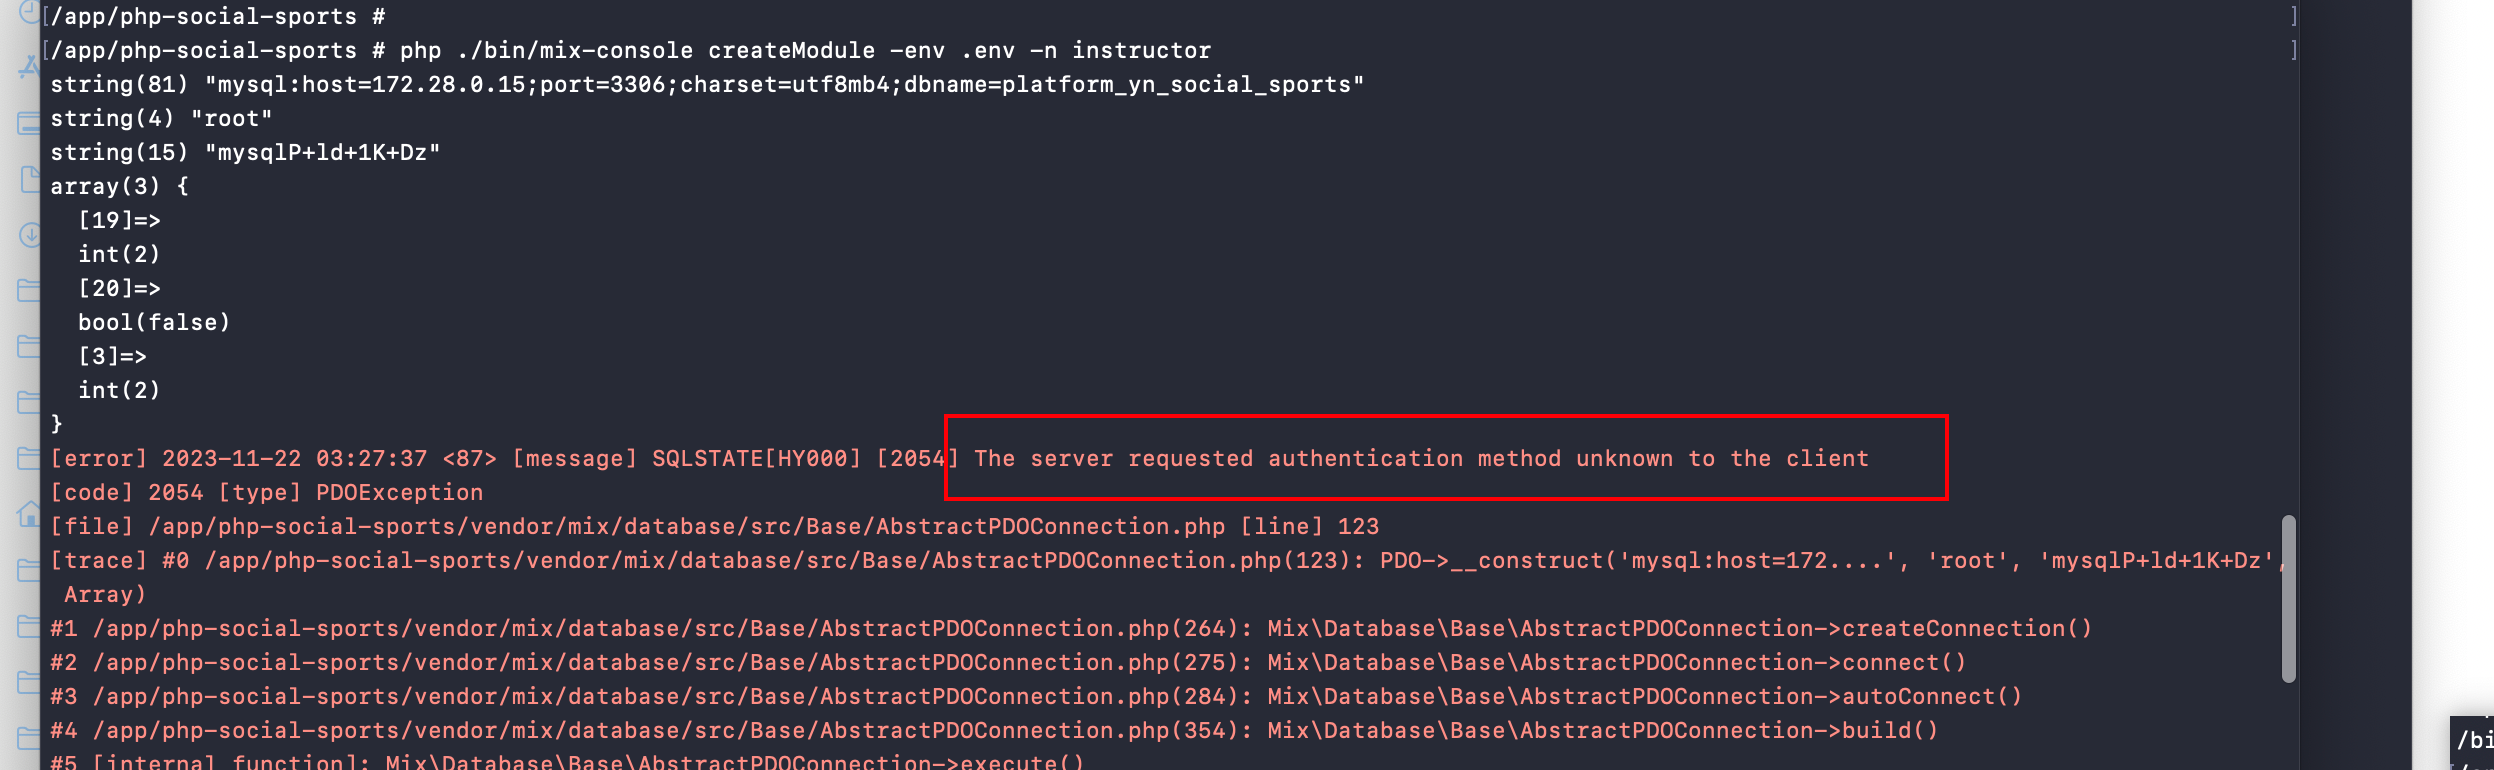 [/app/php-social-sports # ]
[/app/php-social-sports # php ./bin/mix-console createModule -env .env -n instructor ]
string(81) "mysql:host=172.28.0.15;port=3306;charset=utf8mb4;dbname=platform_yn_social_sports"
string(4) "root"
string(15) "mysqlP+ld+1K+Dz"
array(3) {
  [19]=>
  int(2)
  [20]=>
  bool(false)
  [3]=>
  int(2)
}
[error] 2023-11-22 03:27:37 <87> [message] SQLSTATE[HY000] [2054] The server requested authentication method unknown to the client
[code] 2054 [type] PDOException
[file] /app/php-social-sports/vendor/mix/database/src/Base/AbstractPDOConnection.php [line] 123
[trace] #0 /app/php-social-sports/vendor/mix/database/src/Base/AbstractPDOConnection.php(123): PDO->__construct('mysql:host=172....', 'root', 'mysqlP+ld+1K+Dz',
 Array)
#1 /app/php-social-sports/vendor/mix/database/src/Base/AbstractPDOConnection.php(264): Mix\Database\Base\AbstractPDOConnection->createConnection()
#2 /app/php-social-sports/vendor/mix/database/src/Base/AbstractPDOConnection.php(275): Mix\Database\Base\AbstractPDOConnection->connect()
#3 /app/php-social-sports/vendor/mix/database/src/Base/AbstractPDOConnection.php(284): Mix\Database\Base\AbstractPDOConnection->autoConnect()
#4 /app/php-social-sports/vendor/mix/database/src/Base/AbstractPDOConnection.php(354): Mix\Database\Base\AbstractPDOConnection->build()
#5 [internal function]: Mix\Database\Base\AbstractPDOConnection->execute()
/bi